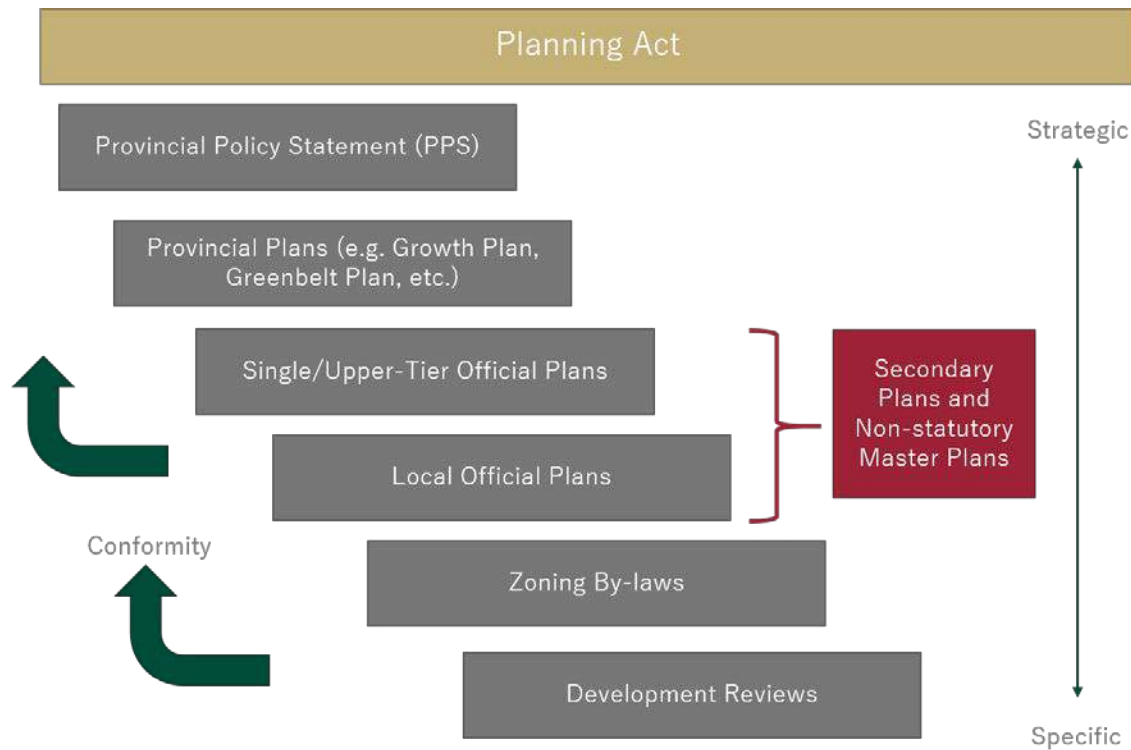 Planning Act
Provincial Policy Statement (PPS)
Strategic
Provincial Plans (e.g. Growth Plan,
Greenbelt Plan, etc.)
Single/Upper-Tier Official Plans
Secondary
Plans and
Non-statutory
Master Plans
Local Official Plans
Conformity
Zoning By-laws
Development Reviews
Specific